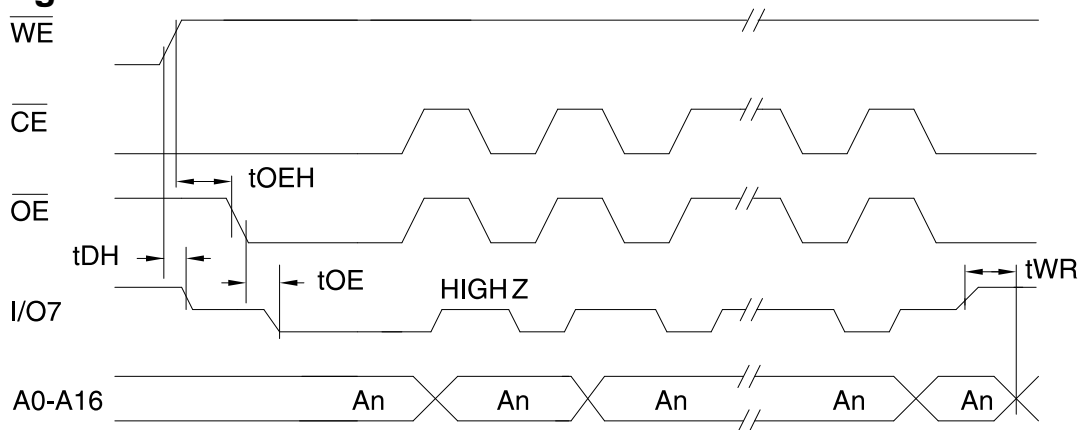 WE
CE
tOEH
OE
tDH
tOE
tWR
HIGH Z
I/O7
A0-A16 An An An An An